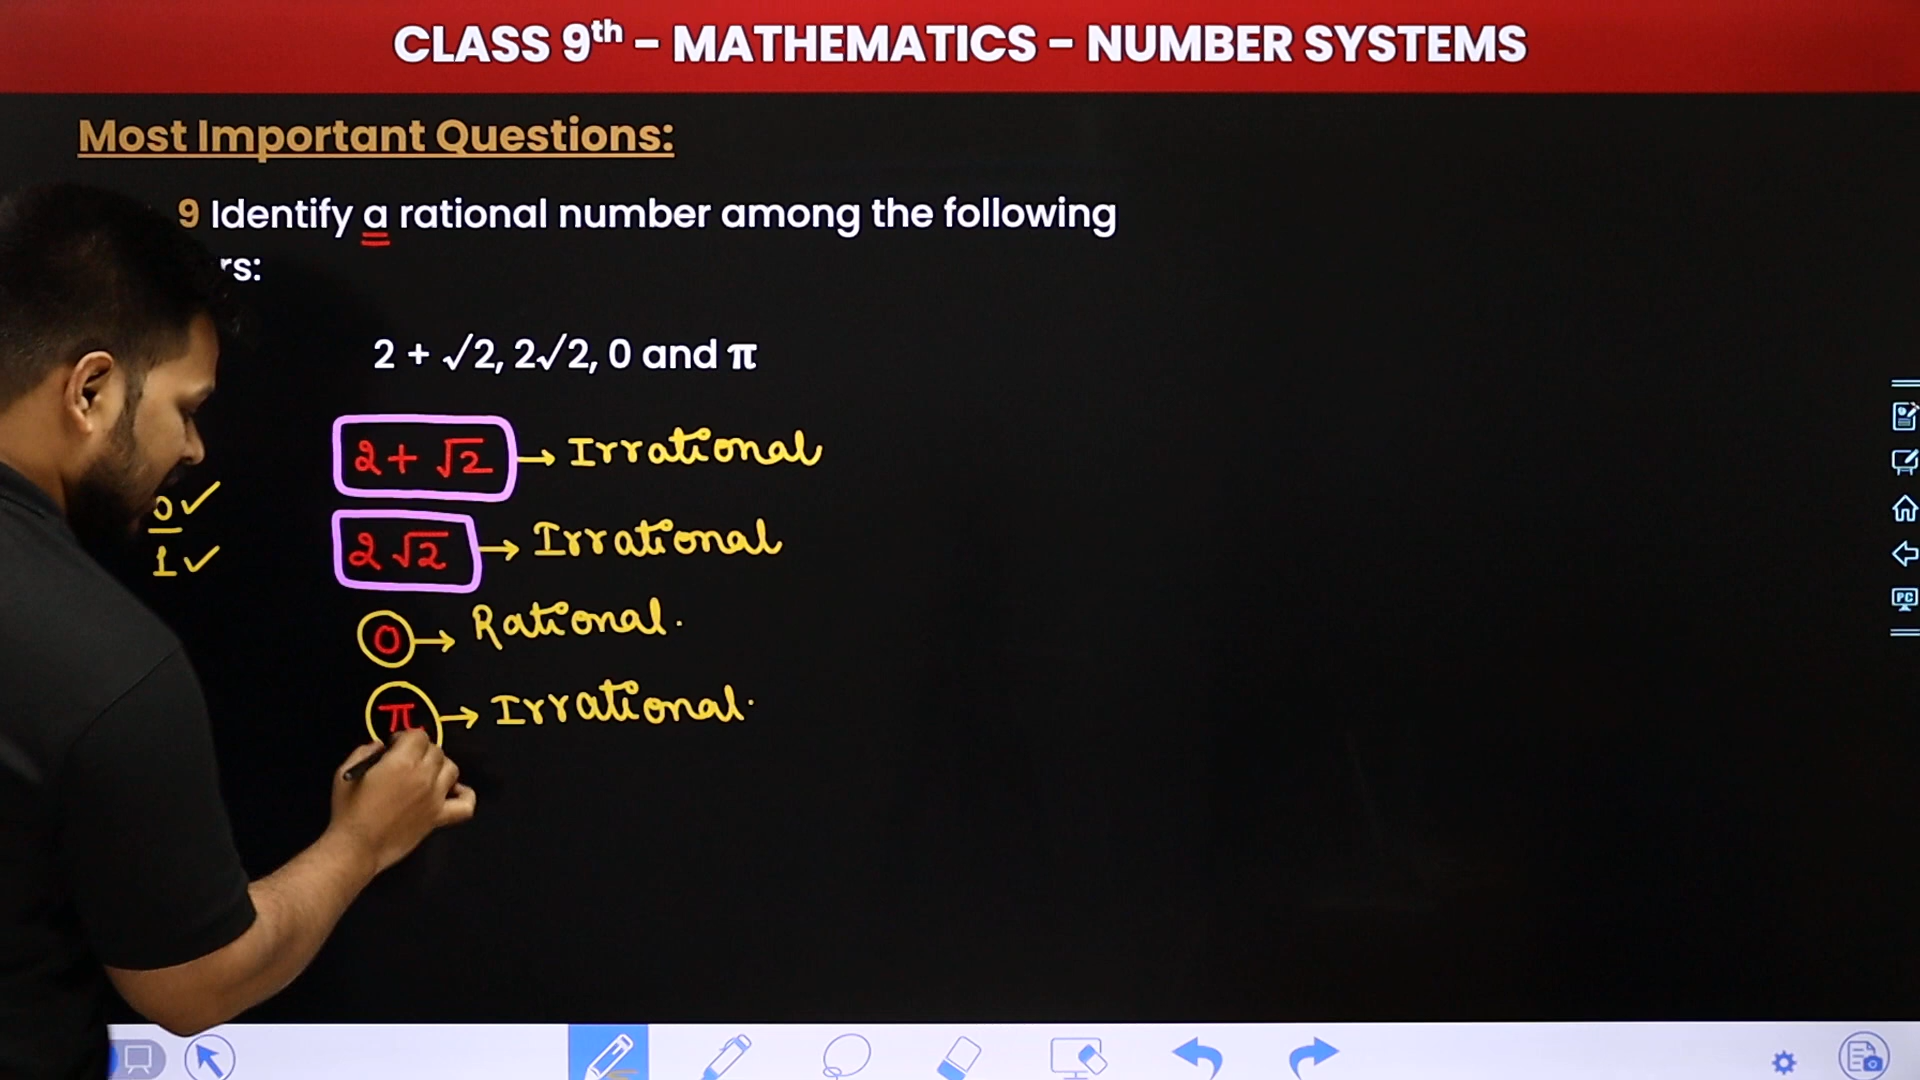 CLASS 9th – MATHEMATICS – NUMBER SYSTEMS
Most Important Questions:
9 Identify a rational number among the following
rs:
2 + √2, 2√2, 0 and π
2 + √2 → Irrational
0 ✓
1 ✓
2 √2 → Irrational
0 → Rational.
π → Irrational.
PC